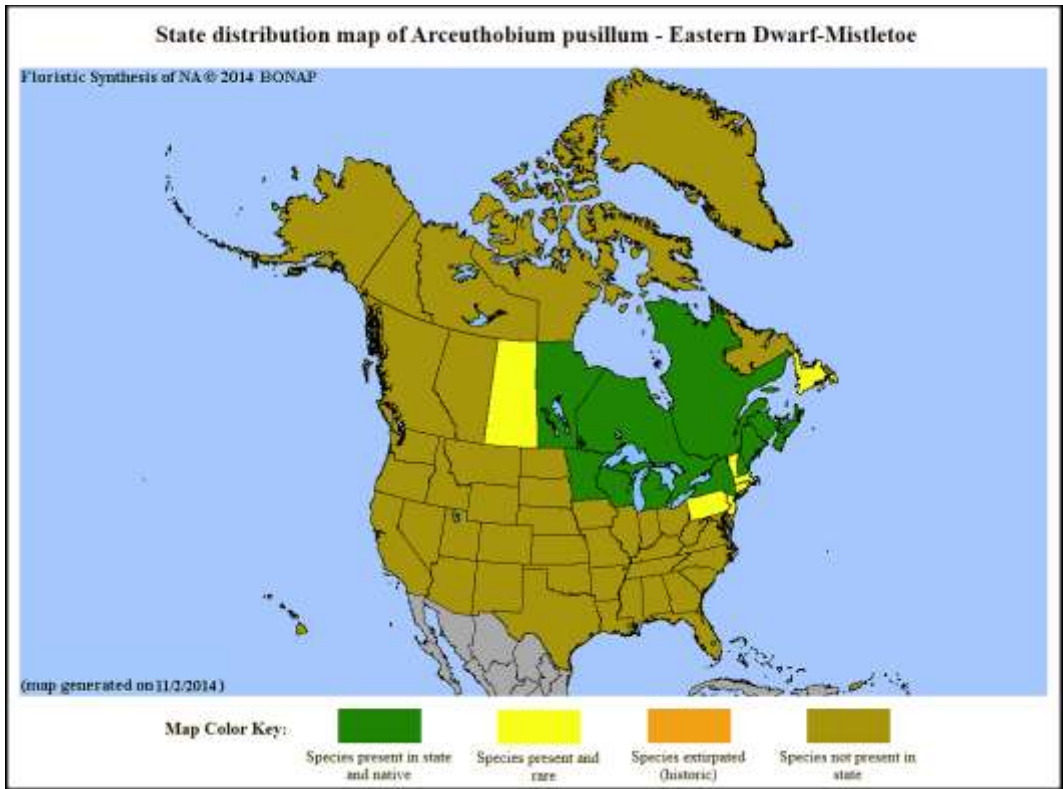 State distribution map of Arceuthobium pusillum - Eastern Dwarf-Mistletoe
Floristic Synthesis of NA © 2014 BONAP
(map generated on 11/2/2014)
Map Color Key:
Species present in state
and native
Species present and
rare
Species extirpated
(historic)
Species not present in
state